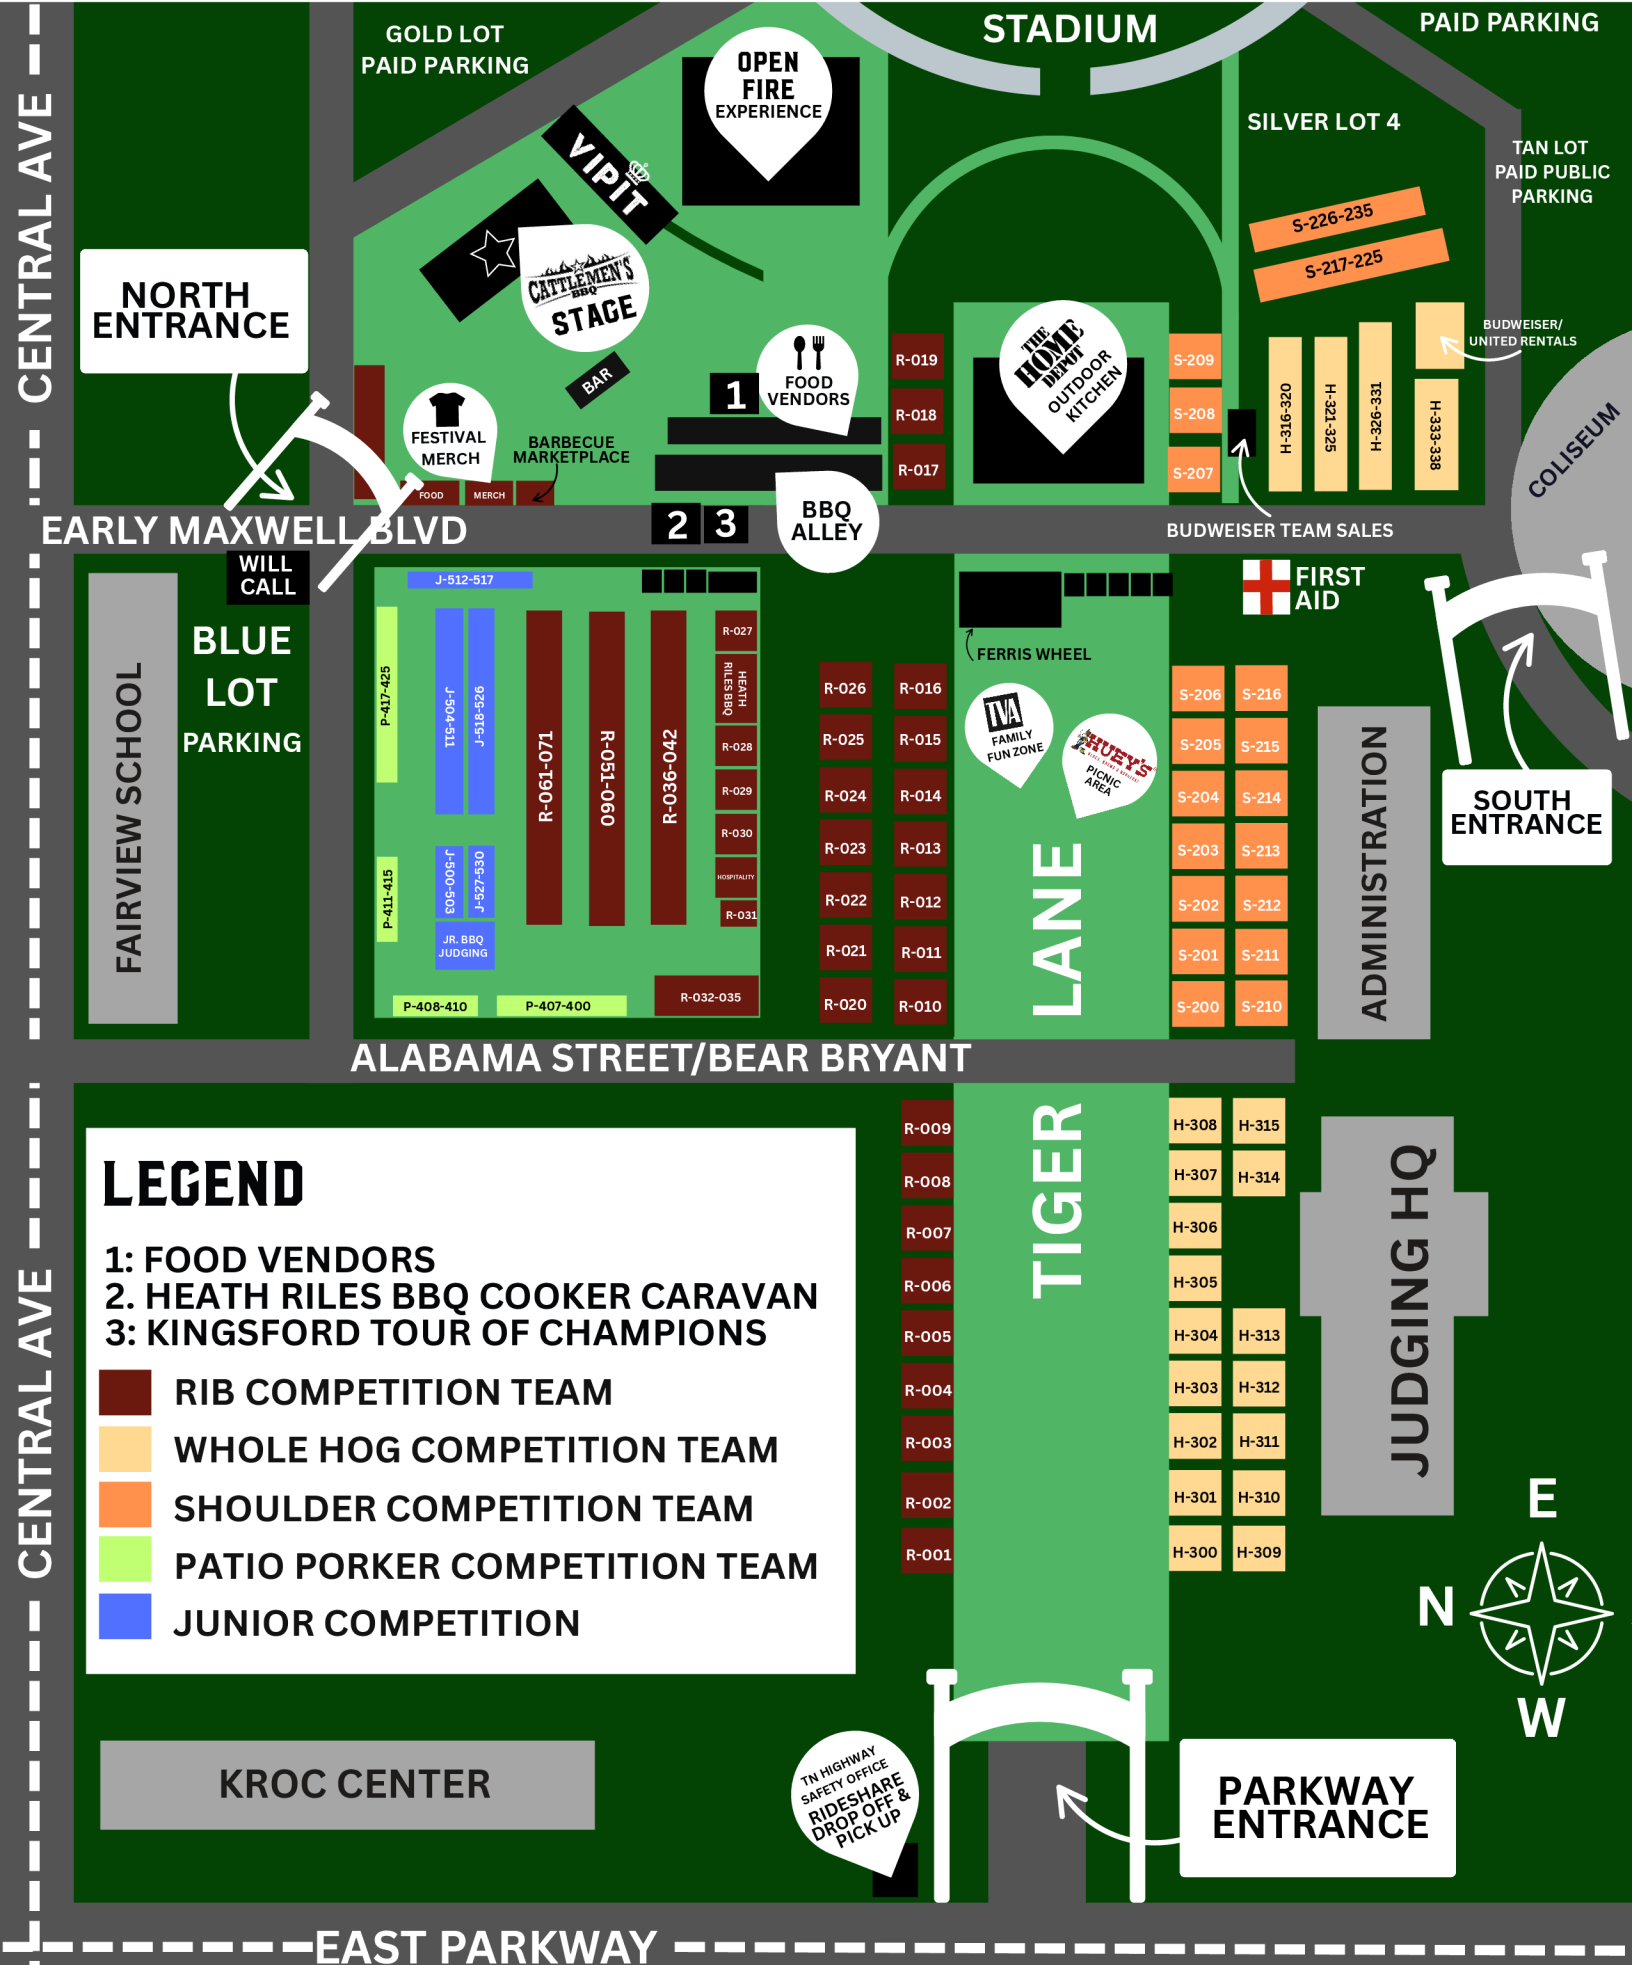 STADIUM
PAID PARKING
GOLD LOT
PAID PARKING
OPEN
FIRE
EXPERIENCE
SILVER LOT 4
TAN LOT
PAID PUBLIC
PARKING
VIPIT
CENTRAL AVE
S-226-235
S-217-225
NORTH
ENTRANCE
CATTLEMEN'S
BBQ
STAGE
THE
HOME
DEPOT
OUTDOOR
KITCHEN
BUDWEISER/
UNITED RENTALS
R-019
R-018
R-017
S-209
S-208
S-207
H-316-320
H-321-325
H-326-331
H-333-338
COLISEUM
BAR
1
FOOD
VENDORS
FESTIVAL
MERCH
BARBECUE
MARKETPLACE
FOOD
MERCH
BBQ
ALLEY
2
3
EARLY MAXWELL BLVD
BUDWEISER TEAM SALES
WILL
CALL
FIRST
AID
BLUE
LOT
PARKING
FAIRVIEW SCHOOL
J-512-517
P-417-425
J-504-511
J-518-526
P-411-415
J-500-503
J-527-530
JR. BBQ
JUDGING
P-408-410
P-407-400
R-061-071
R-051-060
R-036-042
R-027
HEATH
RILES BBQ
R-028
R-029
R-030
HOSPITALITY
R-031
R-032-035
R-026
R-025
R-024
R-023
R-022
R-021
R-020
R-016
R-015
R-014
R-013
R-012
R-011
R-010
FERRIS WHEEL
TVA
FAMILY
FUN ZONE
HUEY'S
PICNIC
AREA
LANE
S-206
S-216
S-205
S-215
S-204
S-214
S-203
S-213
S-202
S-212
S-201
S-211
S-200
S-210
ADMINISTRATION
SOUTH
ENTRANCE
ALABAMA STREET/BEAR BRYANT
TIGER
R-009
R-008
R-007
R-006
R-005
R-004
R-003
R-002
R-001
H-308
H-315
H-307
H-314
H-306
H-305
H-304
H-313
H-303
H-312
H-302
H-311
H-301
H-310
H-300
H-309
JUDGING HQ
CENTRAL AVE
LEGEND
1: FOOD VENDORS
2. HEATH RILES BBQ COOKER CARAVAN
3: KINGSFORD TOUR OF CHAMPIONS
RIB COMPETITION TEAM
WHOLE HOG COMPETITION TEAM
SHOULDER COMPETITION TEAM
PATIO PORKER COMPETITION TEAM
JUNIOR COMPETITION
E
N
W
KROC CENTER
TN HIGHWAY
SAFETY OFFICE
RIDESHARE
DROP OFF &
PICK UP
PARKWAY
ENTRANCE
EAST PARKWAY